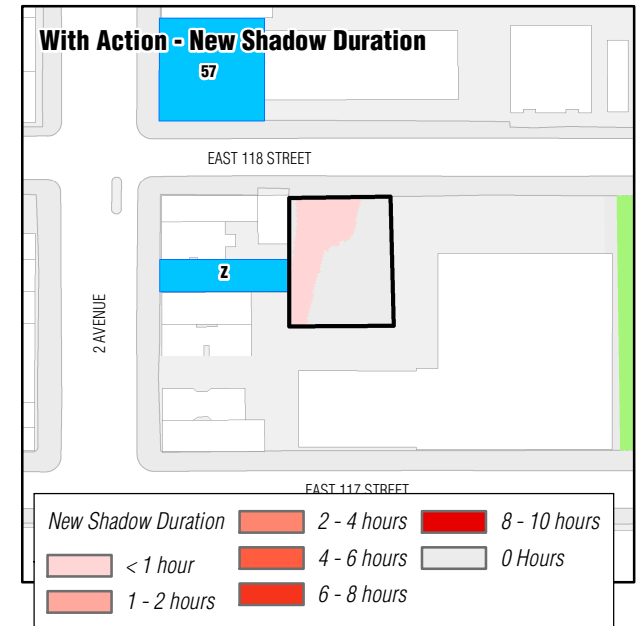 With Action - New Shadow Duration
57
EAST 118 STREET
Z
2 AVENUE
EAST 117 STREET
New Shadow Duration
< 1 hour
1 - 2 hours
2 - 4 hours
4 - 6 hours
6 - 8 hours
8 - 10 hours
0 Hours